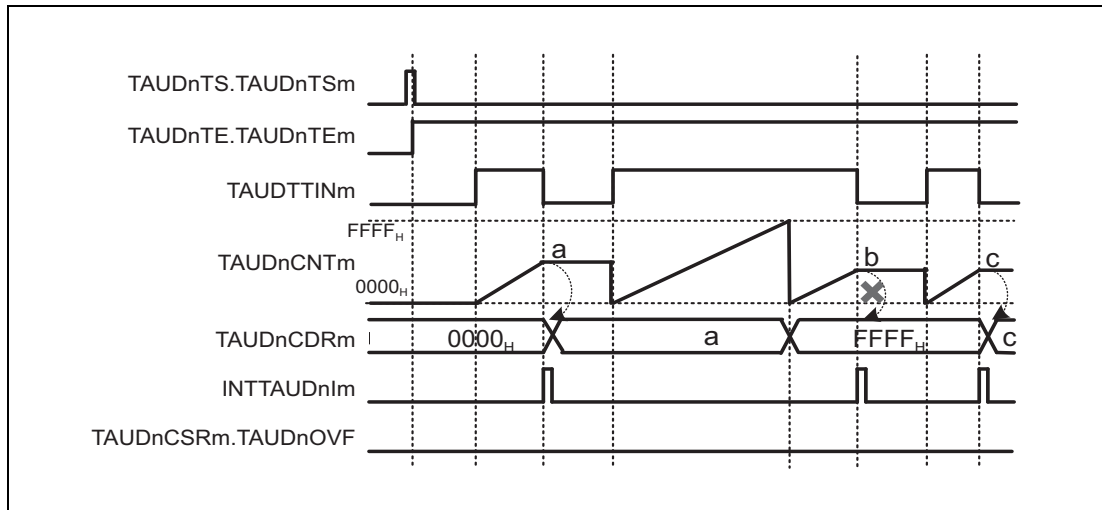 TAUDnTS.TAUDnTSm
TAUDnTE.TAUDnTEm
TAUDTTINm
FFFFH
a
b
c
TAUDnCNTm
0000H
TAUDnCDRm
0000H
a
FFFFH
c
INTTAUDnIm
TAUDnCSRm.TAUDnOVF